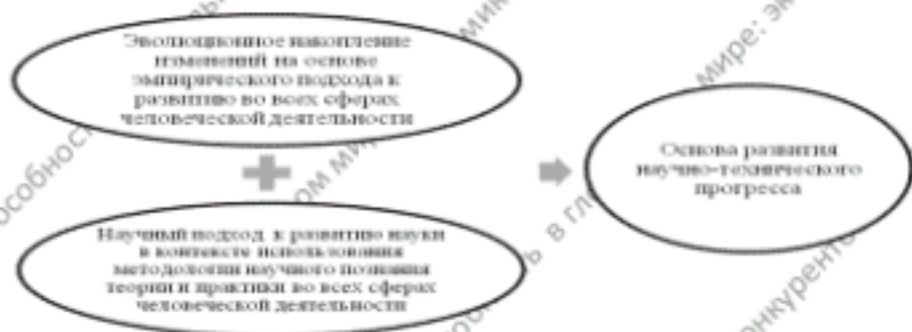 Эволюционное накопление
изменений на основе
эмпирического подхода к
развитию во всех сферах
человеческой деятельности
Научный подход к развитию науки
в контексте использования
методологии научного познания
теории и практики во всех сферах
человеческой деятельности
Основа развития
научно-технического
прогресса
мире: